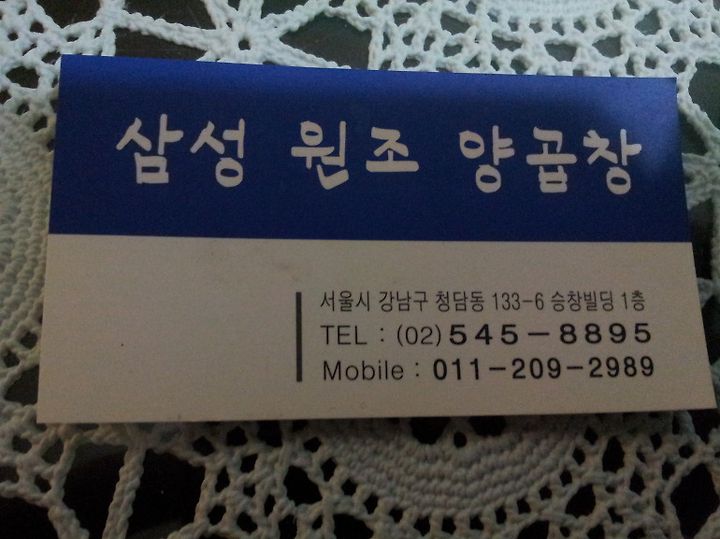 삼성 원조 양곱창
서울시 강남구 청담동 133-6 승창빌딩 1층
TEL : (02) 545-8895
Mobile : 011-209-2989